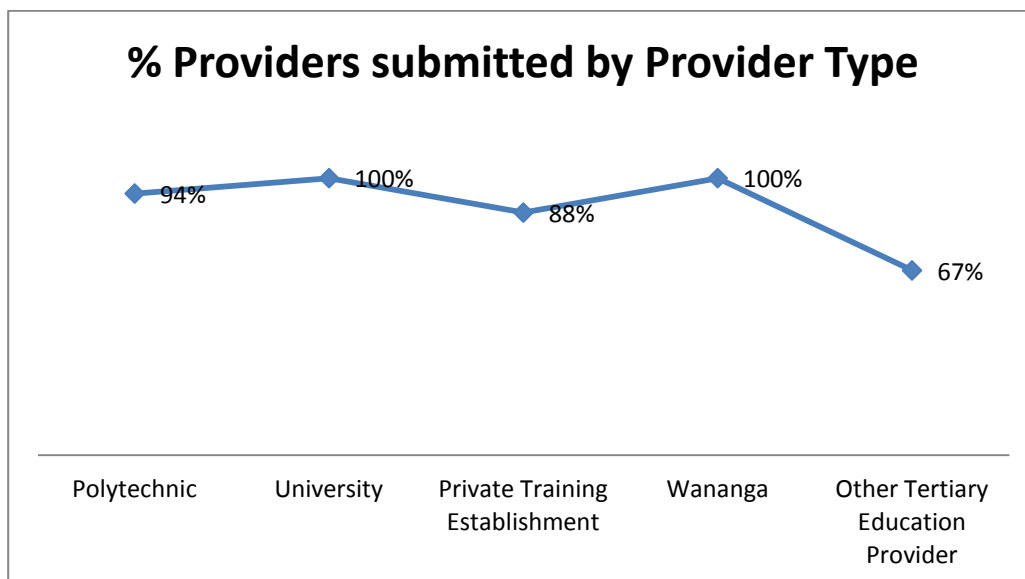 % Providers submitted by Provider Type
94%
100%
88%
100%
67%
Polytechnic
University
Private Training
Establishment
Wananga
Other Tertiary
Education
Provider